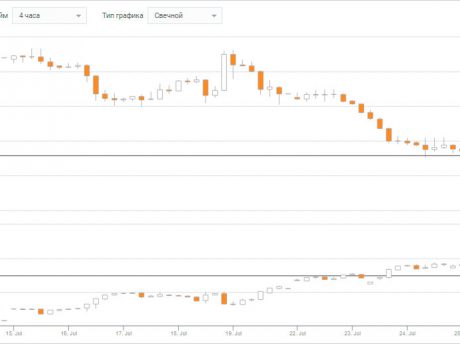 йм 4 часа Тип графика Свечной
15. Jul 16. Jul 17. Jul 18. Jul 19. Jul 22. Jul 23. Jul 24. Jul 25